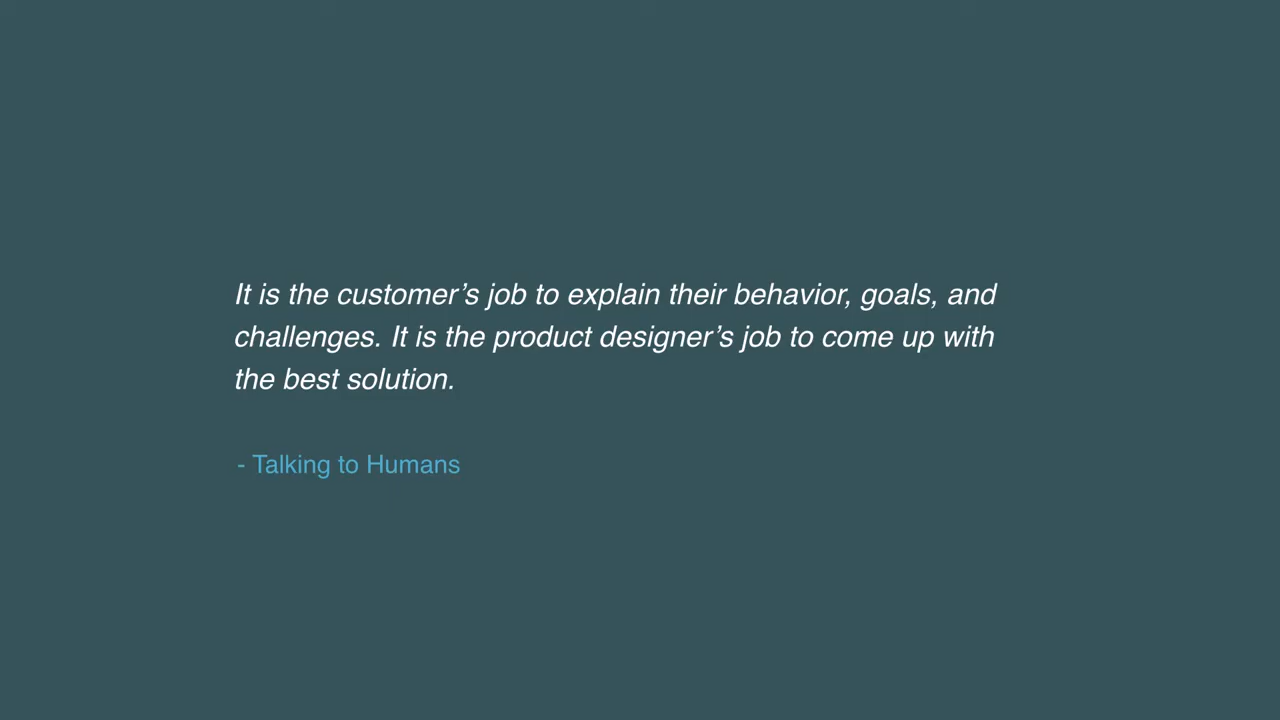 It is the customer’s job to explain their behavior, goals, and
challenges. It is the product designer’s job to come up with
the best solution.
- Talking to Humans